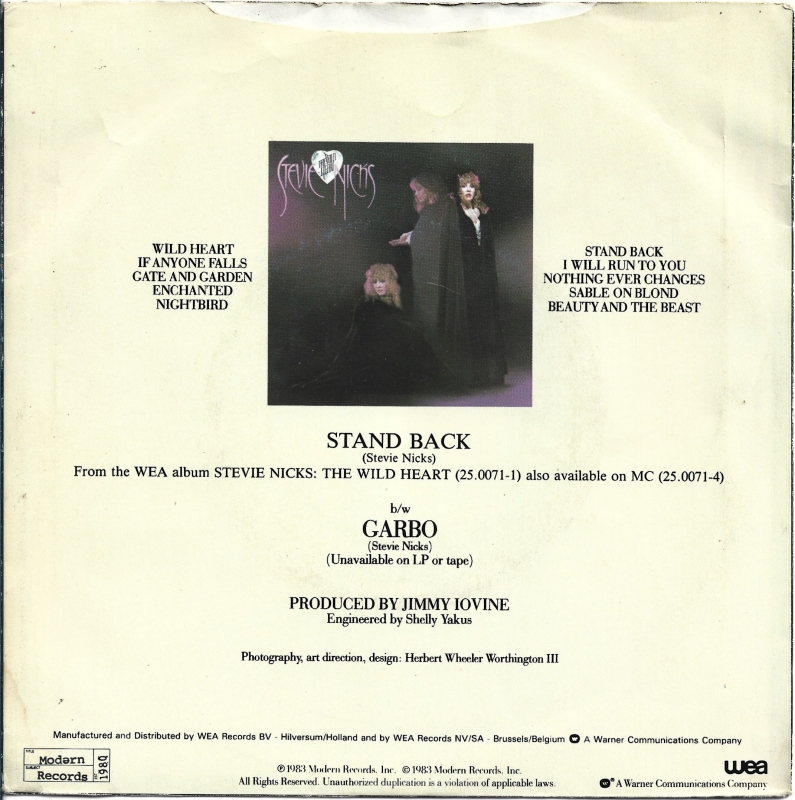 STEVIE NICKS
WILD HEART
IF ANYONE FALLS
GATE AND GARDEN
ENCHANTED
NIGHTBIRD
STAND BACK
I WILL RUN TO YOU
NOTHING EVER CHANGES
SABLE ON BLOND
BEAUTY AND THE BEAST
STAND BACK
(Stevie Nicks)
From the WEA album STEVIE NICKS: THE WILD HEART (25.0071-1) also available on MC (25.0071-4)
b/w
GARBO
(Stevie Nicks)
(Unavailable on LP or tape)
PRODUCED BY JIMMY IOVINE
Engineered by Shelly Yakus
Photography, art direction, design: Herbert Wheeler Worthington III
Manufactured and Distributed by WEA Records BV - Hilversum/Holland and by WEA Records NV/SA - Brussels/Belgium A Warner Communications Company
TITLE
Modern
SUBJECT
Records
1980
℗1983 Modern Records, Inc. ©1983 Modern Records, Inc.
All Rights Reserved. Unauthorized duplication is a violation of applicable laws.
wea
A Warner Communications Company